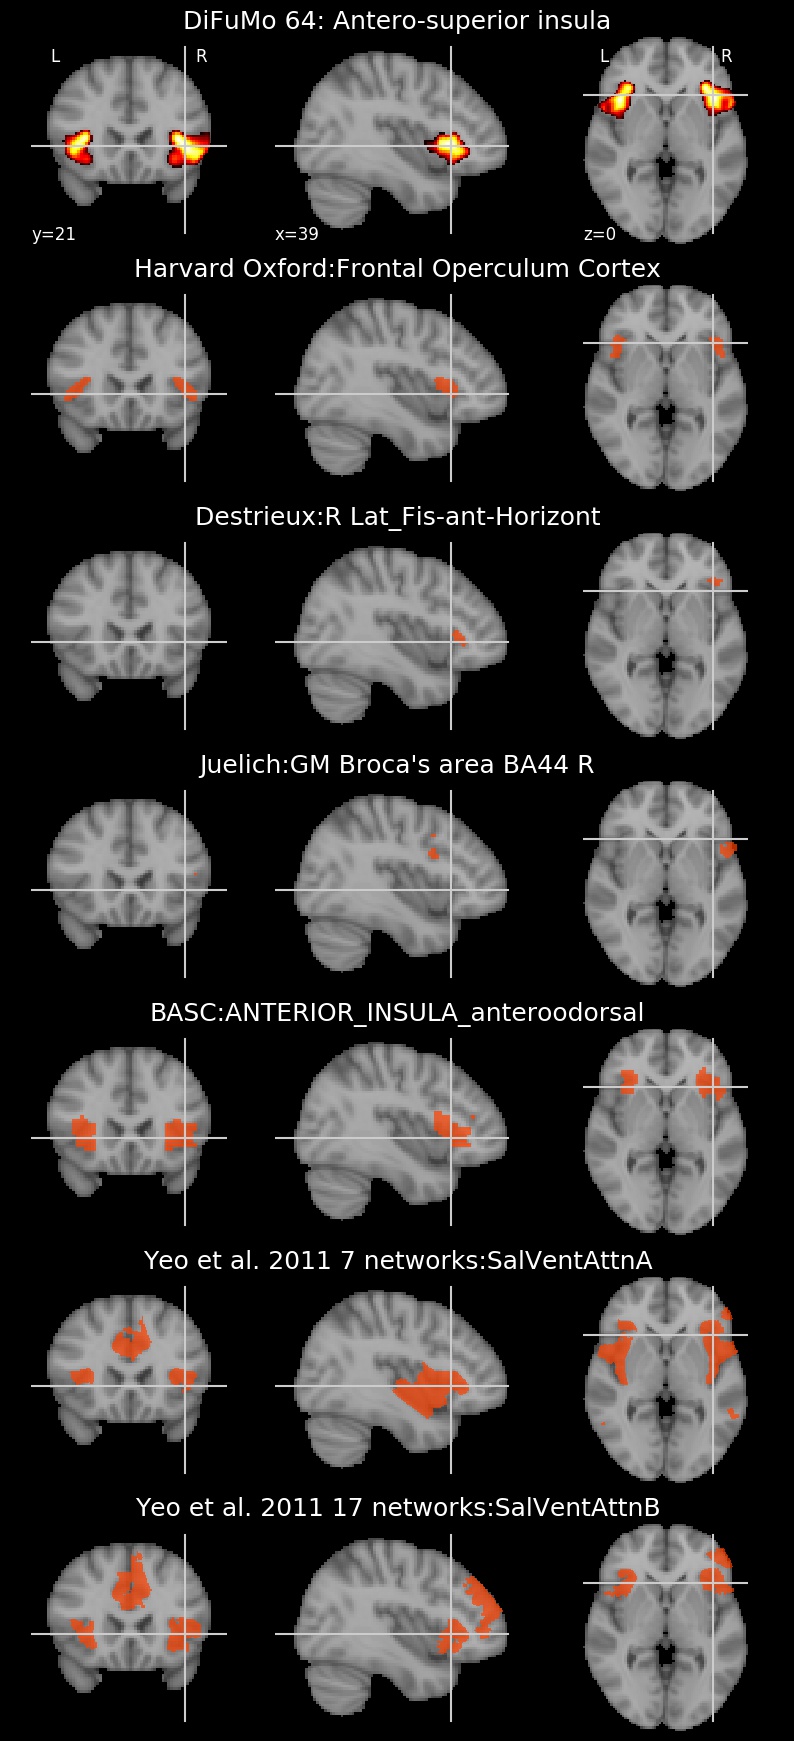 DiFuMo 64: Antero-superior insula
L R L R
y=21 x=39 z=0
Harvard Oxford:Frontal Operculum Cortex
Destrieux:R Lat_Fis-ant-Horizont
Juelich:GM Broca's area BA44 R
BASC:ANTERIOR_INSULA_anteroodorsal
Yeo et al. 2011 7 networks:SalVentAttnA
Yeo et al. 2011 17 networks:SalVentAttnB